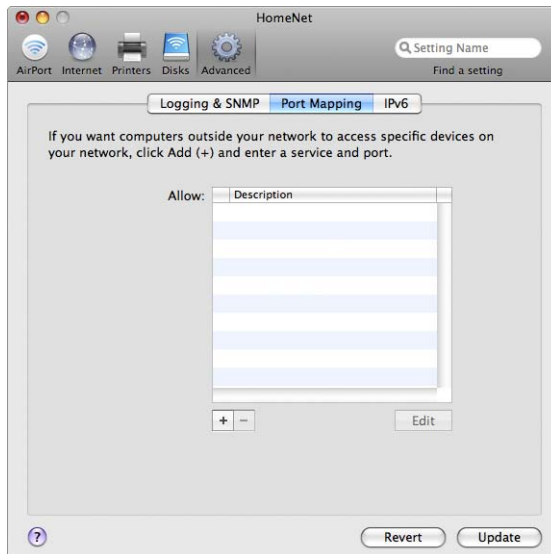 HomeNet
AirPort Internet Printers Disks Advanced
Setting Name
Find a setting
Logging & SNMP Port Mapping IPv6
If you want computers outside your network to access specific devices on
your network, click Add (+) and enter a service and port.
Allow:
Description
+ −
Edit
?
Revert Update